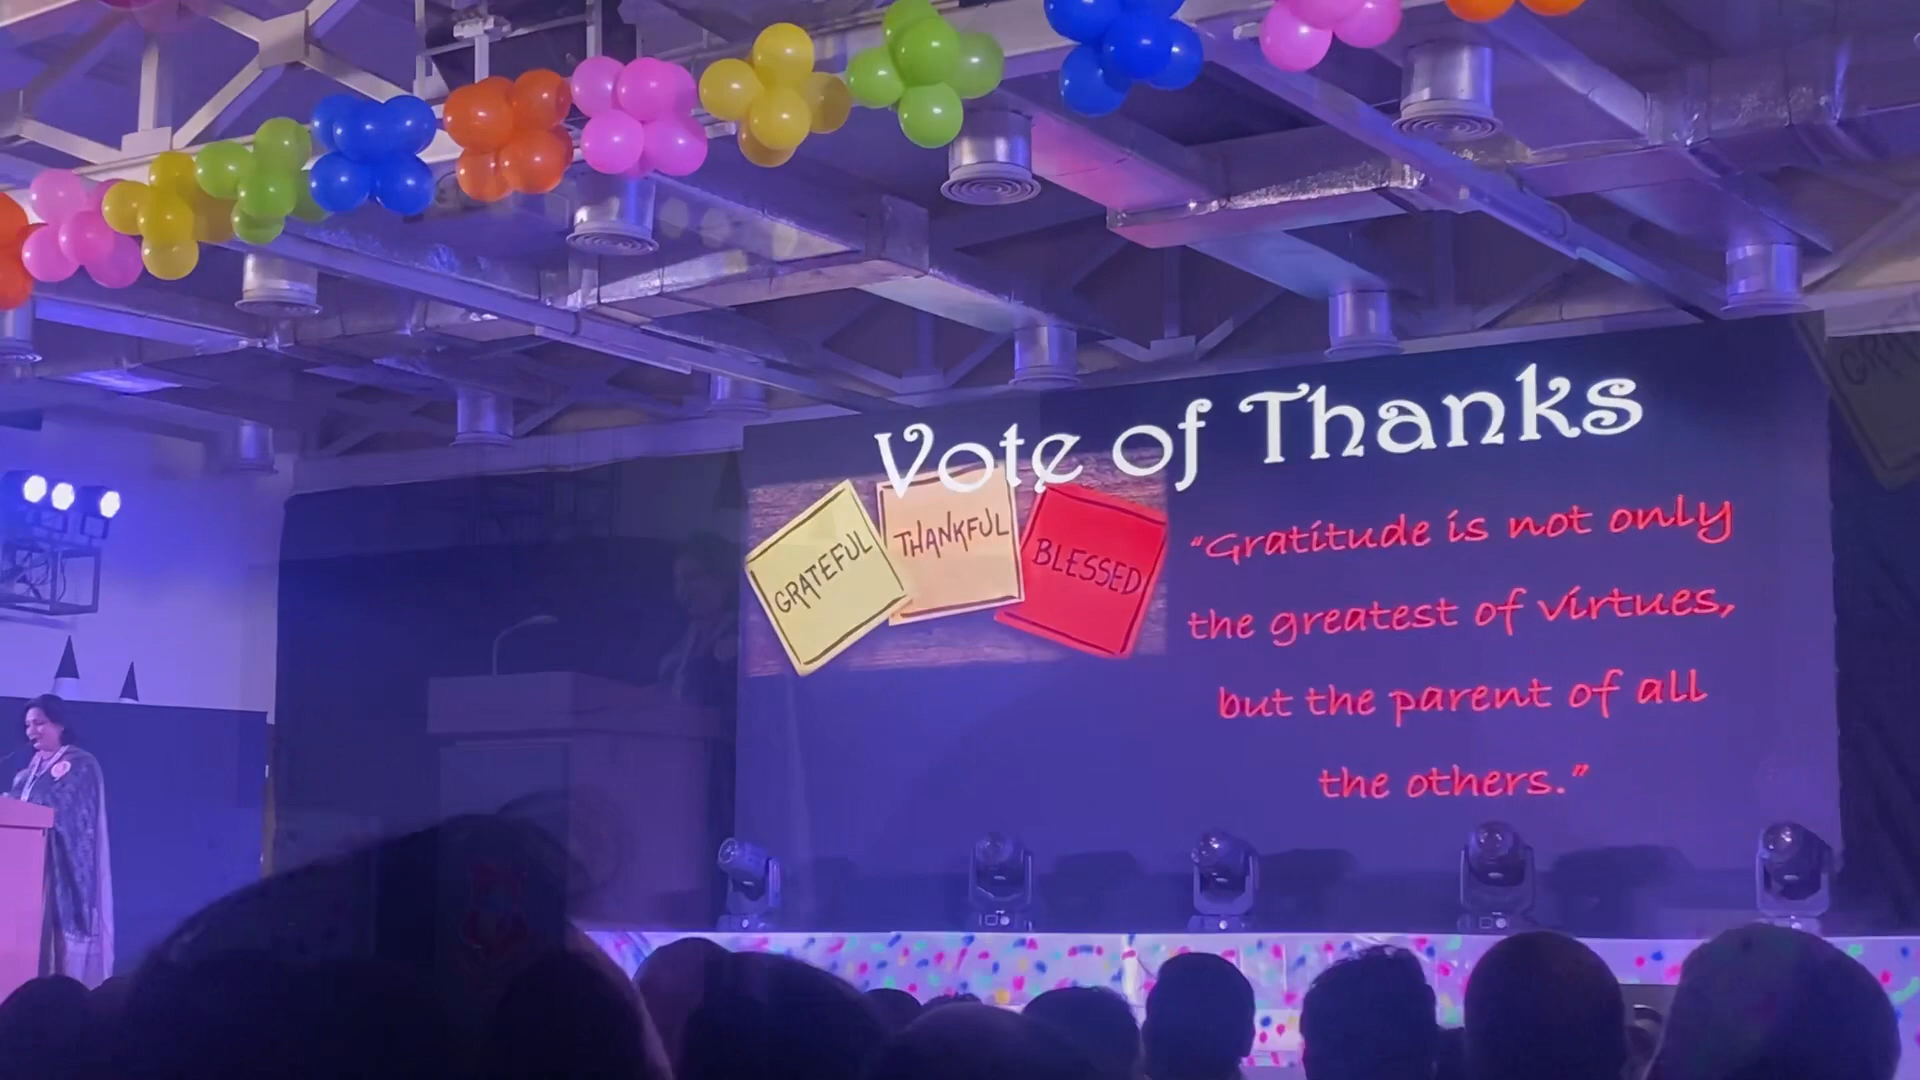 Vote of Thanks
GRATEFUL
THANKFUL
BLESSED
“Gratitude is not only
the greatest of virtues,
but the parent of all
the others.”
GRA